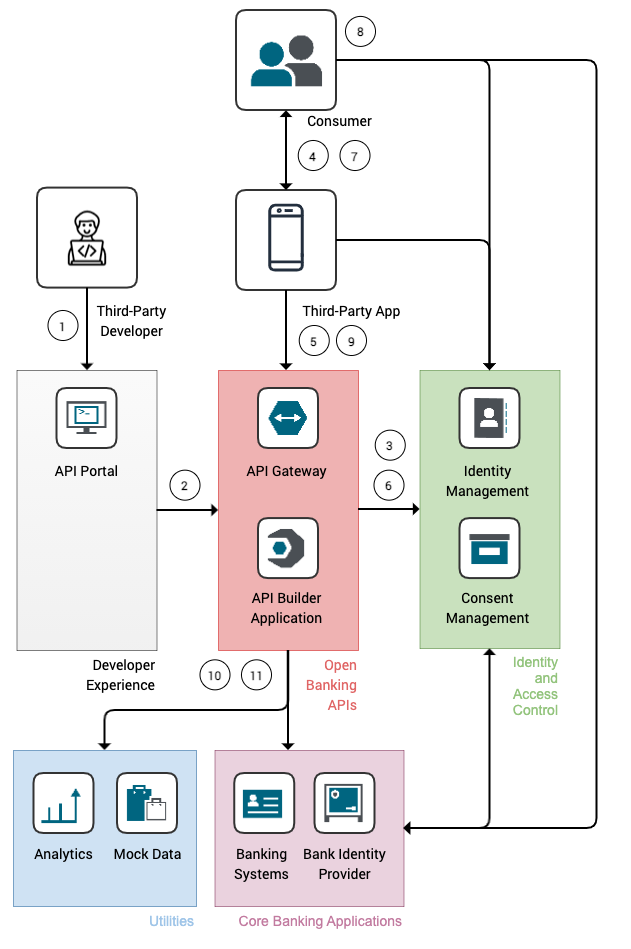 8
Consumer
4
7
Third-Party
Developer
1
Third-Party App
5
9
API Portal
API Gateway
Identity
Management
3
2
6
API Builder
Application
Consent
Management
Developer
Experience
10
11
Open
Banking
APIs
Identity
and
Access
Control
Analytics
Mock Data
Banking
Systems
Bank Identity
Provider
Utilities
Core Banking Applications